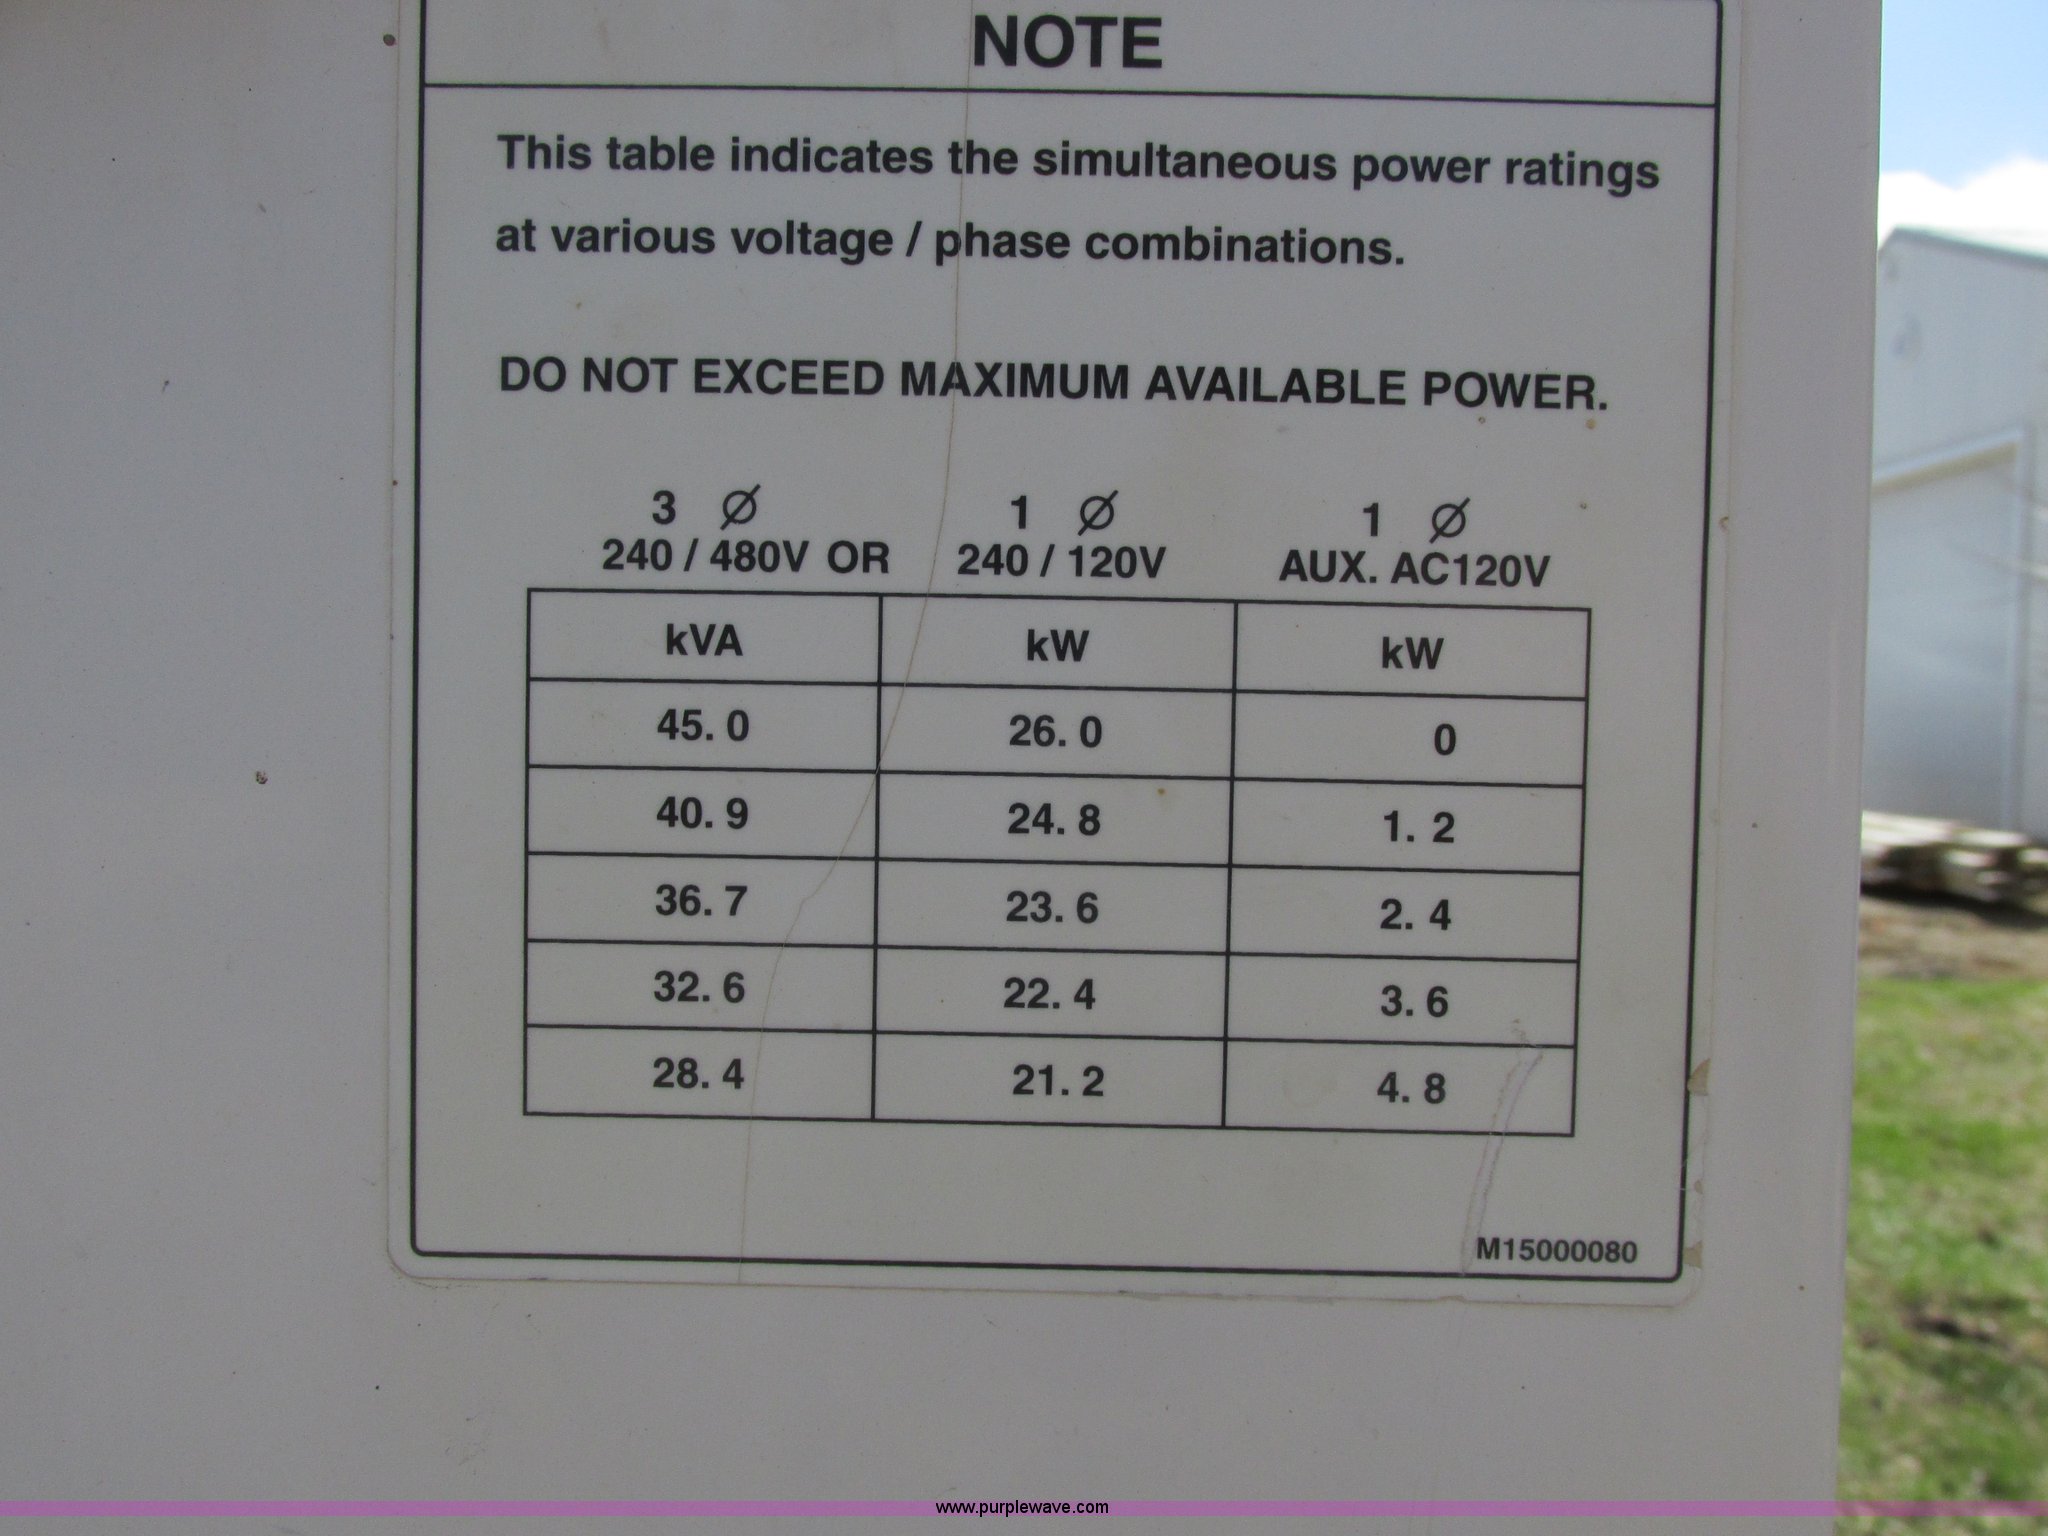 NOTE
This table indicates the simultaneous power ratings
at various voltage / phase combinations.
DO NOT EXCEED MAXIMUM AVAILABLE POWER.
3 Ø 1 Ø 1 Ø
240 / 480V OR 240 / 120V AUX. AC120V
kVA kW kW
45. 0 26. 0 0
40. 9 24. 8 1. 2
36. 7 23. 6 2. 4
32. 6 22. 4 3. 6
28. 4 21. 2 4. 8
M15000080
www.purplewave.com